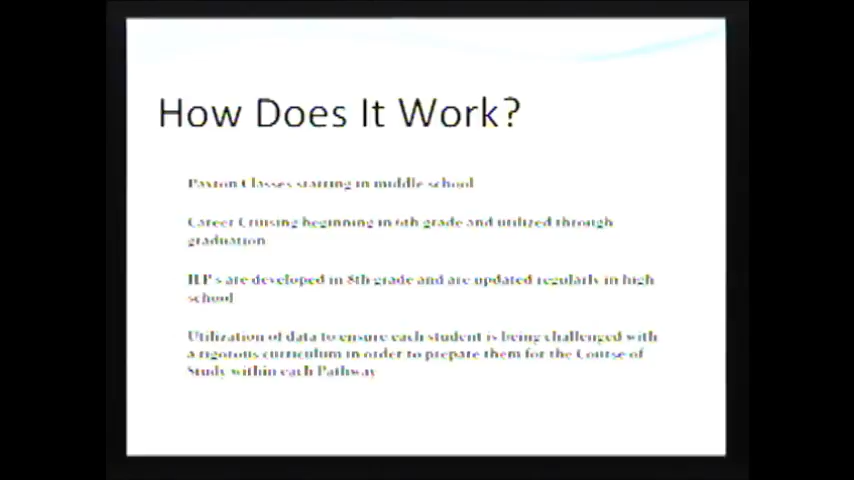 How Does It Work?
Paxton Classes starting in middle school
Career Cruising beginning in 6th grade and utilized through
graduation
ILP's are developed in 8th grade and are updated regularly in high
school
Utilization of data to ensure each student is being challenged with
a rigorous curriculum in order to prepare them for the Course of
Study within each Pathway